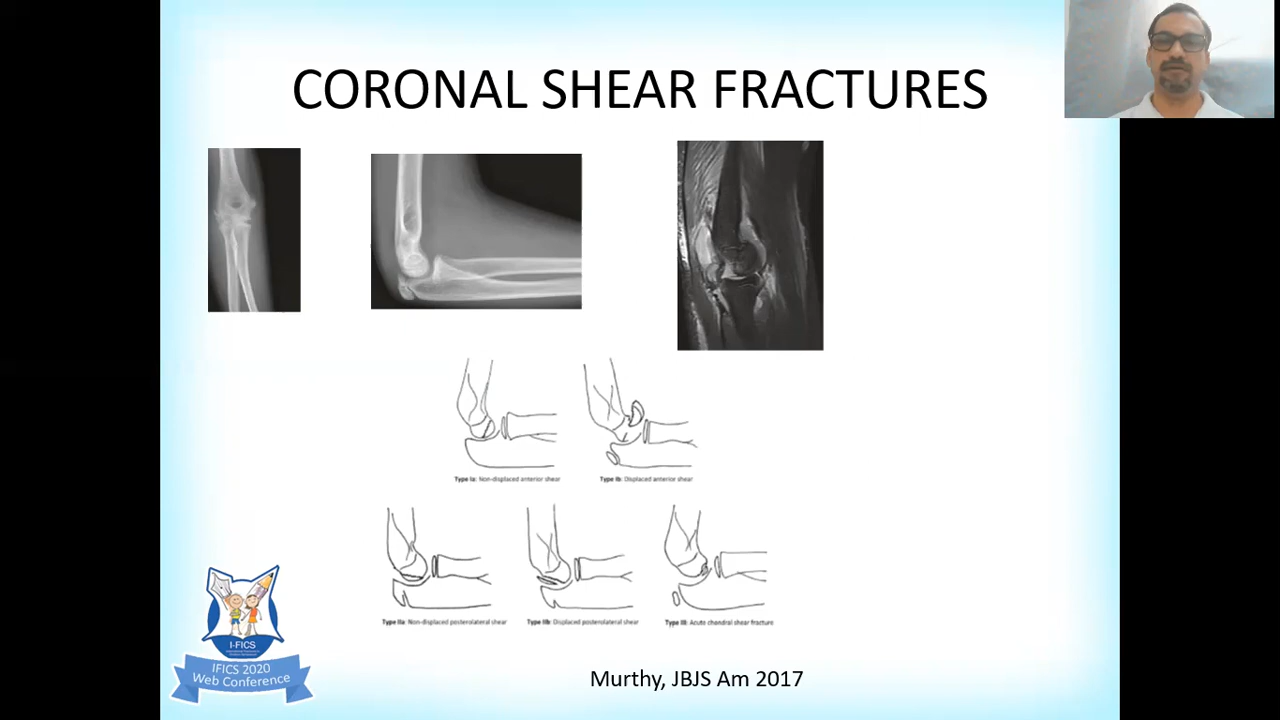 CORONAL SHEAR FRACTURES
Type Ia: Non-displaced anterior shear
Type Ib: Displaced anterior shear
Type IIa: Non-displaced posterolateral shear
Type IIb: Displaced posterolateral shear
Type III: Acute chondral shear fracture
I-FICS
IFICS 2020
Web Conference
Murthy, JBJS Am 2017